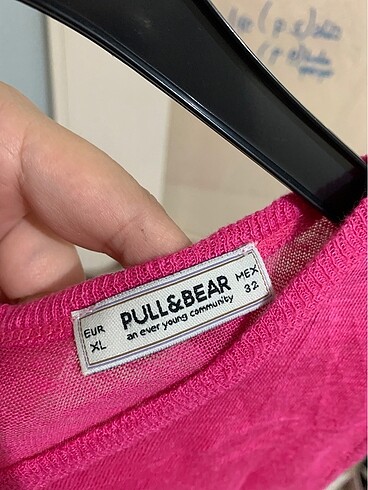 EUR
XL
PULL&BEAR
an ever young community
MEX
32